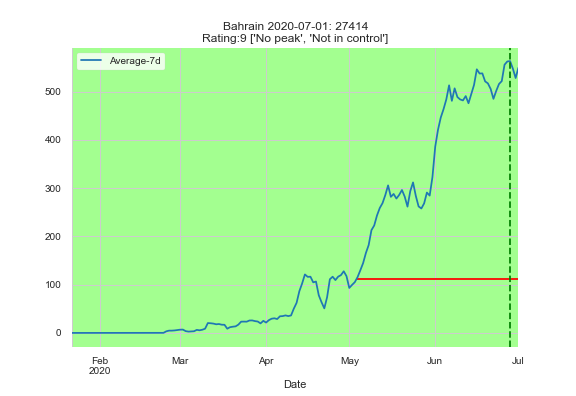 Bahrain 2020-07-01: 27414
Rating:9 ['No peak', 'Not in control']
Average-7d
500
400
300
200
100
0
Feb Mar Apr May Jun Jul
2020
Date